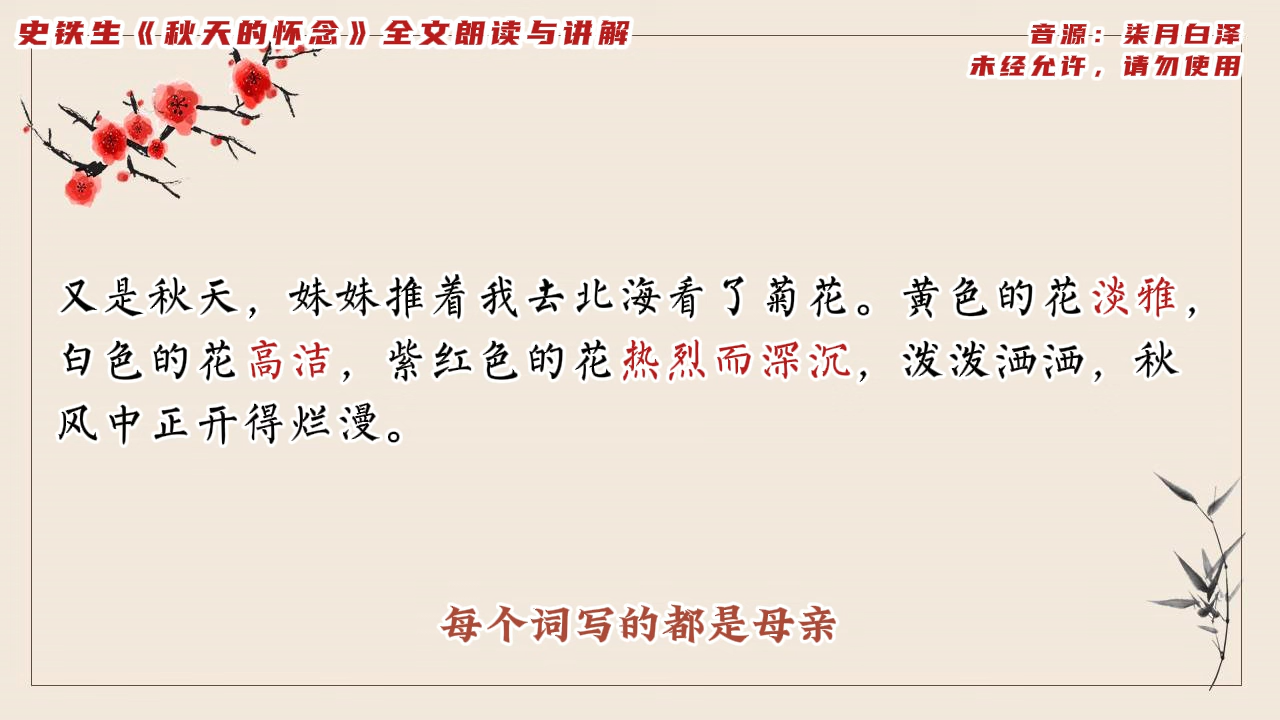 史铁生《秋天的怀念》全文朗读与讲解
音源：柒月白泽
未经允许，请勿使用
又是秋天，妹妹推着我去北海看了菊花。黄色的花淡雅，
白色的花高洁，紫红色的花热烈而深沉，泼泼洒洒，秋
风中正开得烂漫。
每个词写的都是母亲